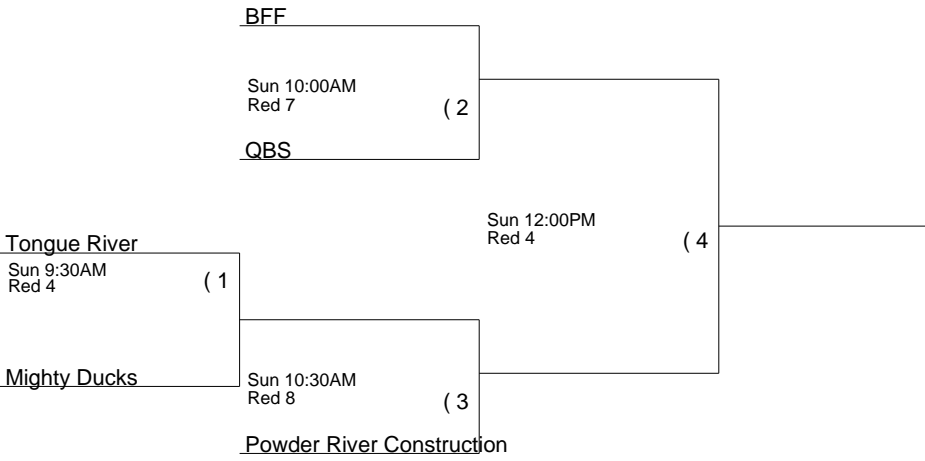 BFF
Sun 10:00AM
Red 7
( 2
QBS
Sun 12:00PM
Red 4
( 4
Tongue River
Sun 9:30AM
Red 4
( 1
Mighty Ducks
Sun 10:30AM
Red 8
( 3
Powder River Construction